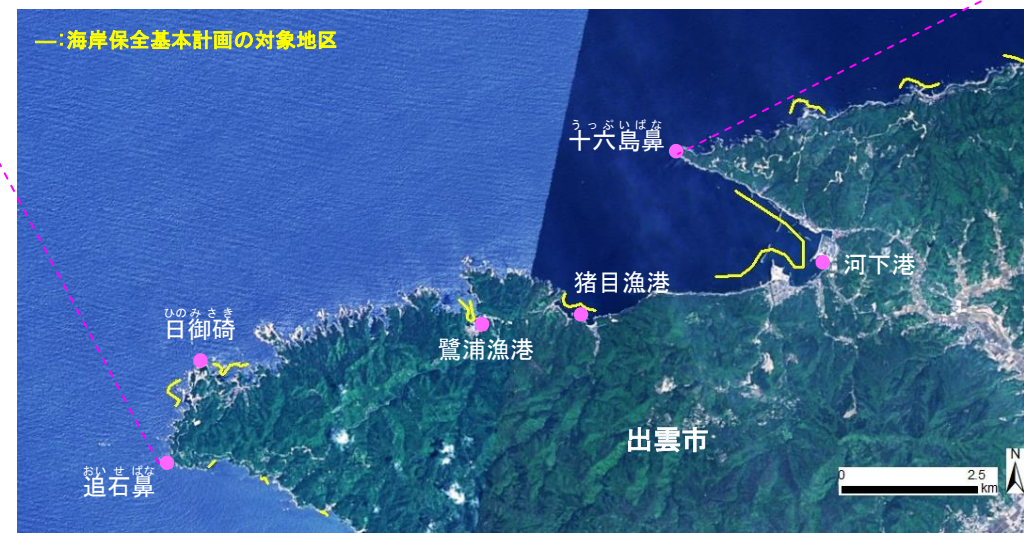 ―:海岸保全基本計画の対象地区
うっぷいばな
十六島鼻
河下港
猪目漁港
鷺浦漁港
ひのみさき
日御碕
出雲市
おいせばな
追石鼻
N
0 2.5
km